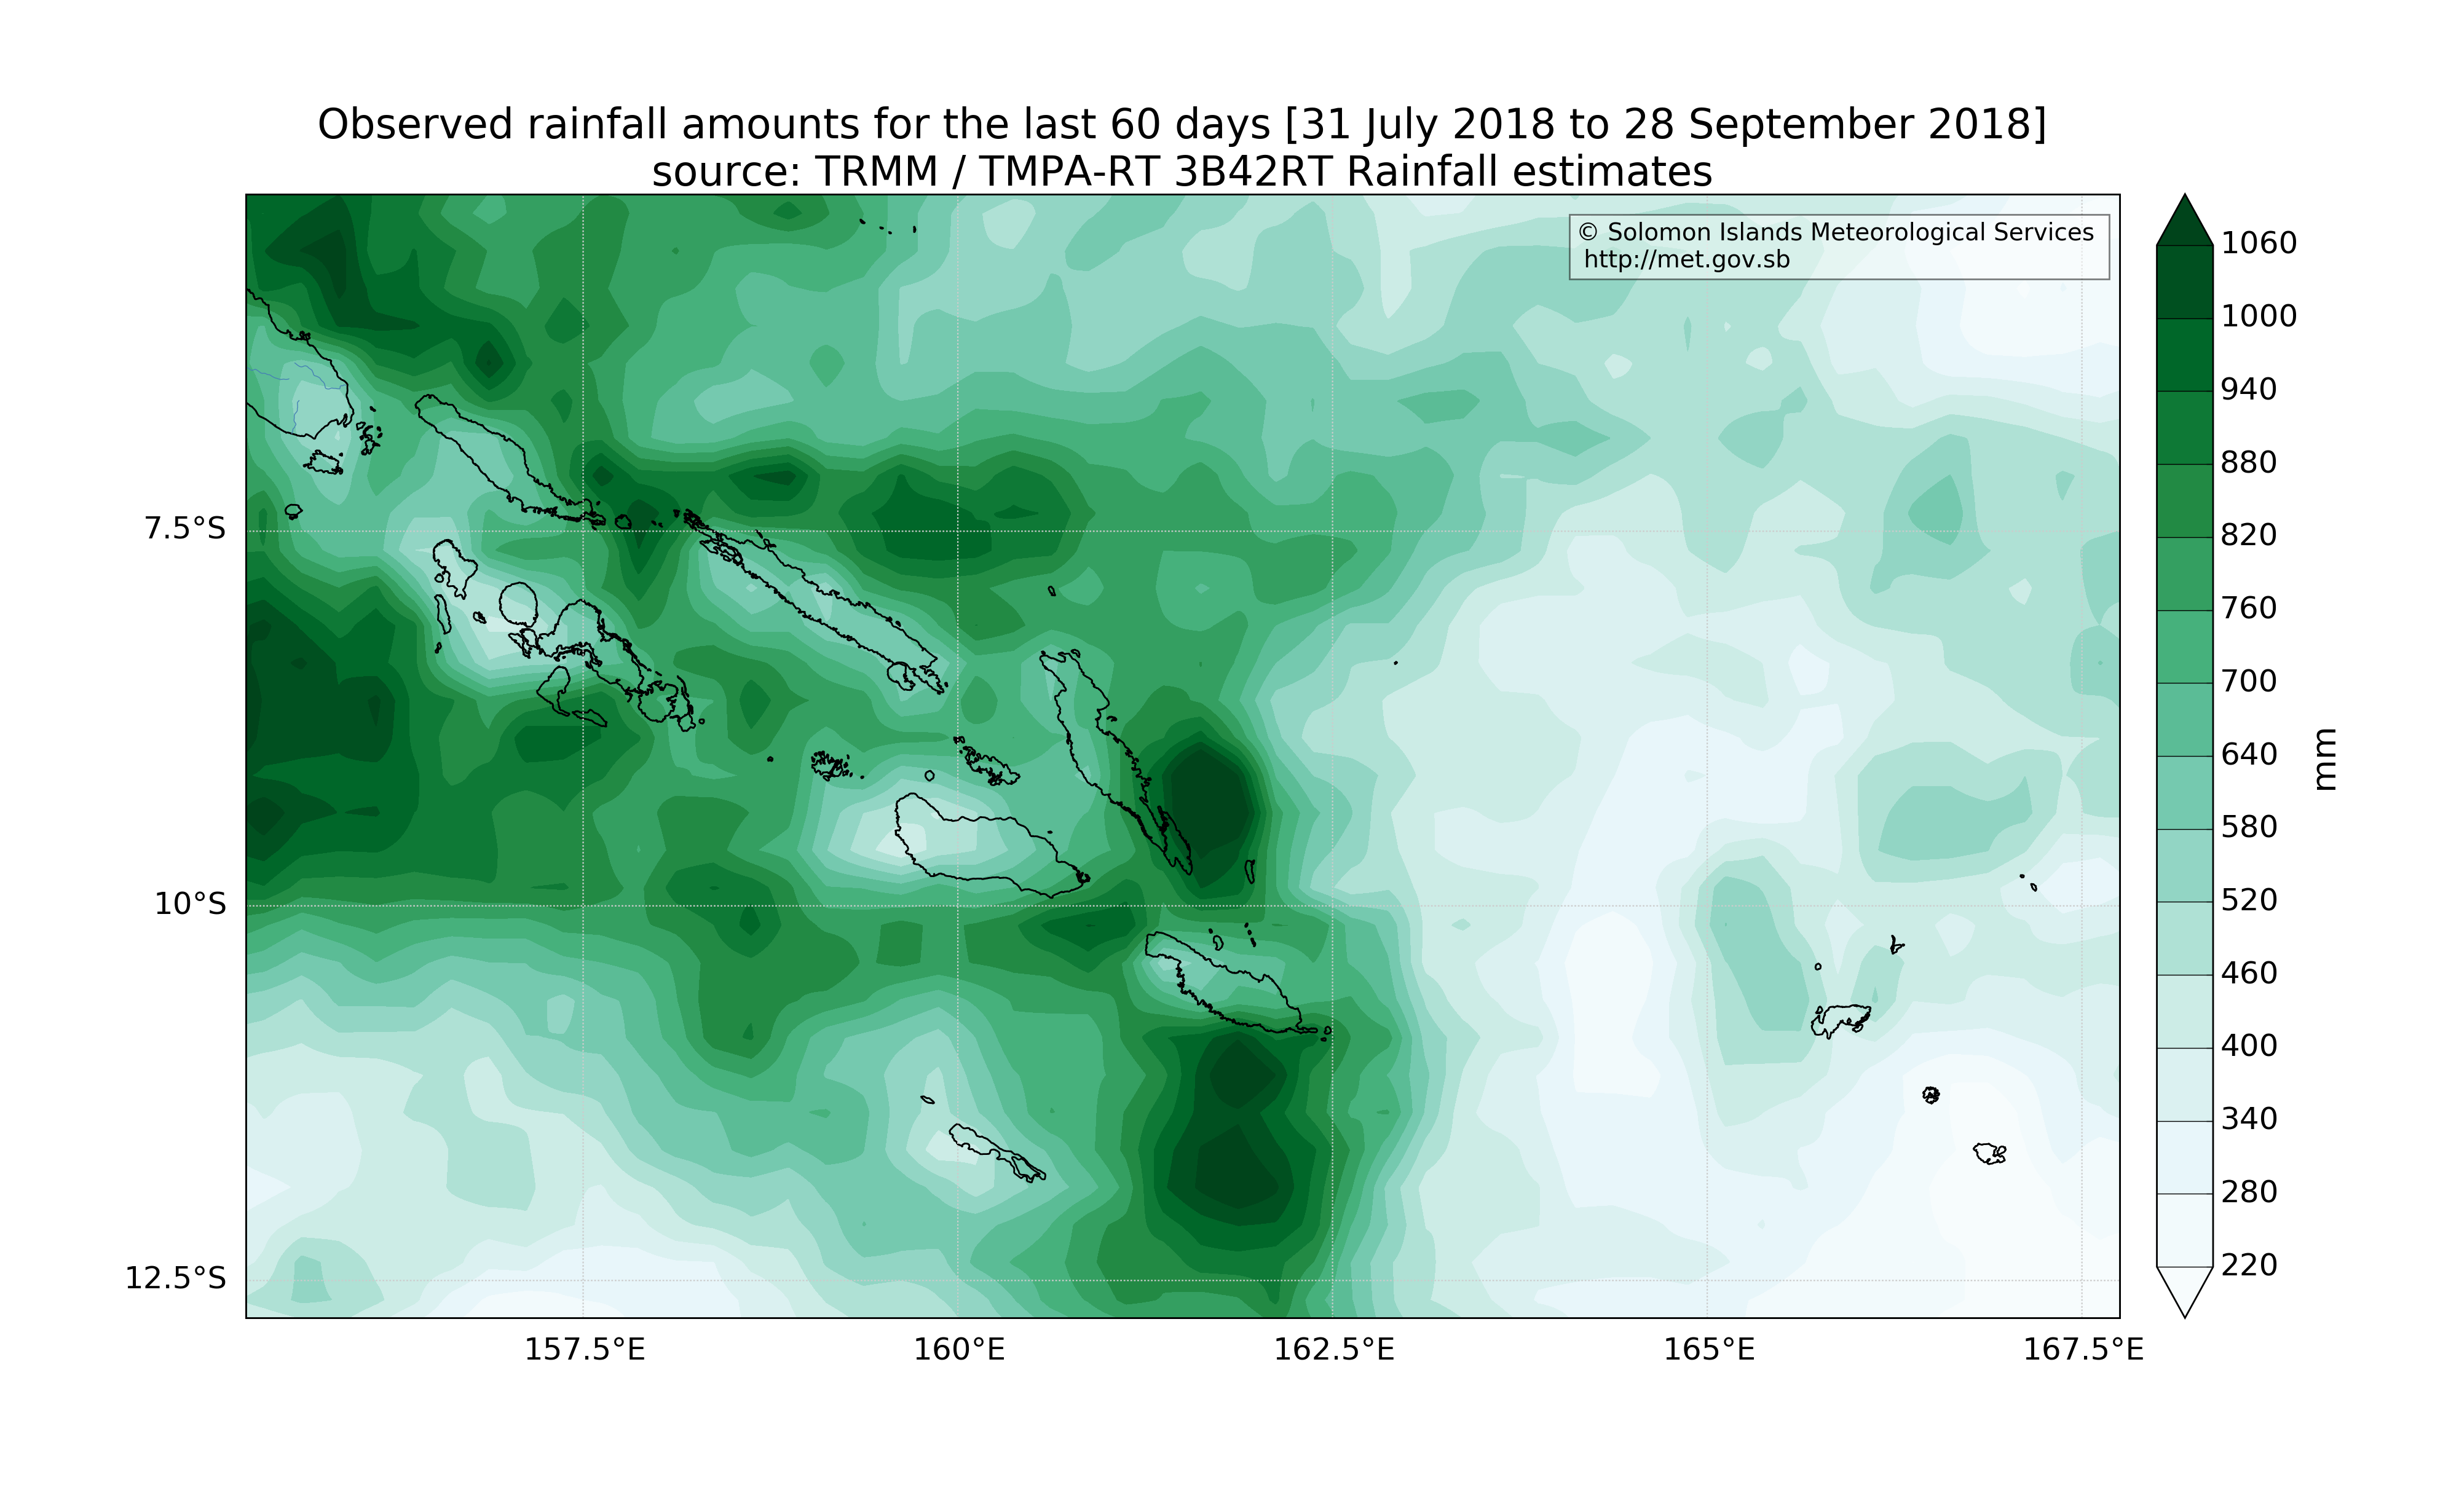 Observed rainfall amounts for the last 60 days [31 July 2018 to 28 September 2018]
source: TRMM / TMPA-RT 3B42RT Rainfall estimates
© Solomon Islands Meteorological Services
http://met.gov.sb
7.5°S
10°S
12.5°S
157.5°E
160°E
162.5°E
165°E
167.5°E
1060
1000
940
880
820
760
700
640
580
520
460
400
340
280
220
mm